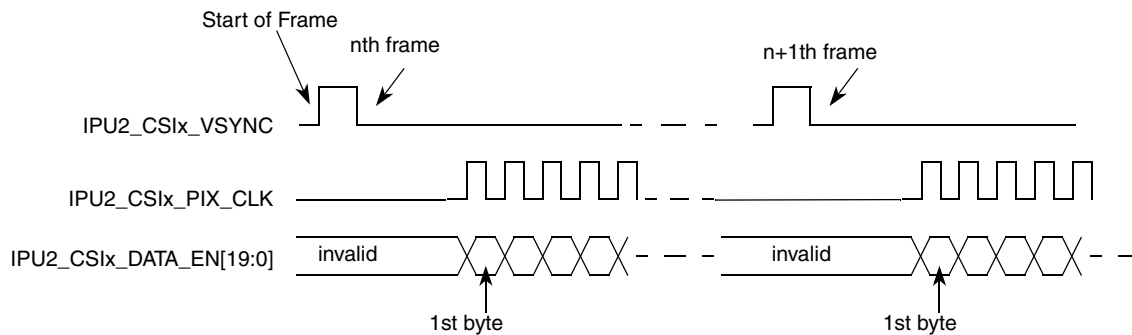 Start of Frame
nth frame
n+1th frame
IPU2_CSIx_VSYNC
IPU2_CSIx_PIX_CLK
IPU2_CSIx_DATA_EN[19:0]
invalid
invalid
1st byte
1st byte